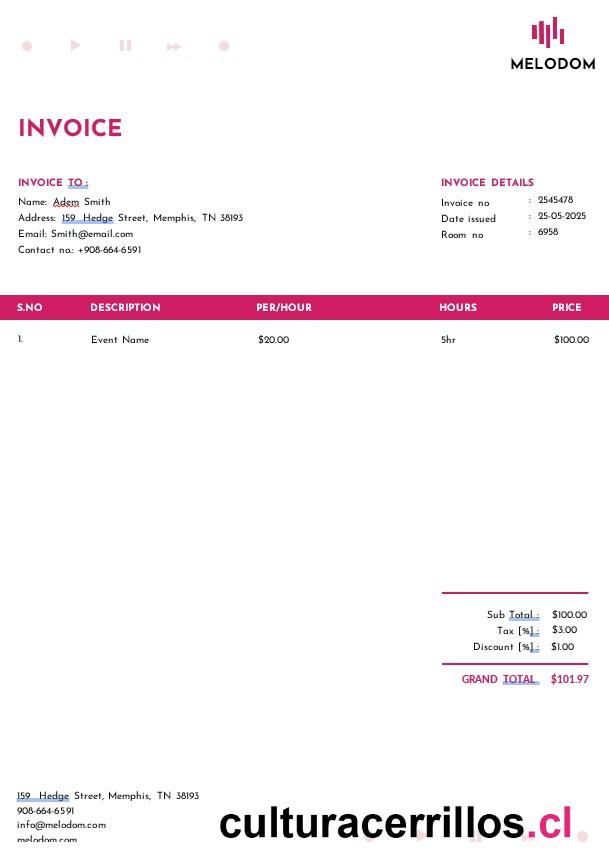 MELODOM
INVOICE
INVOICE TO :
Name: Adem Smith
Address: 159 Hedge Street, Memphis, TN 38193
Email: Smith@email.com
Contact no.: +908-664-6591
INVOICE DETAILS
Invoice no : 2545478
Date issued : 25-05-2025
Room no : 6958
S.NO DESCRIPTION PER/HOUR HOURS PRICE
1. Event Name $20.00 5hr $100.00
Sub Total : $100.00
Tax [%] : $3.00
Discount [%] : $1.00
GRAND TOTAL $101.97
159 Hedge Street, Memphis, TN 38193
908-664-6591
info@melodom.com
melodom.com
culturacerrillos.cl